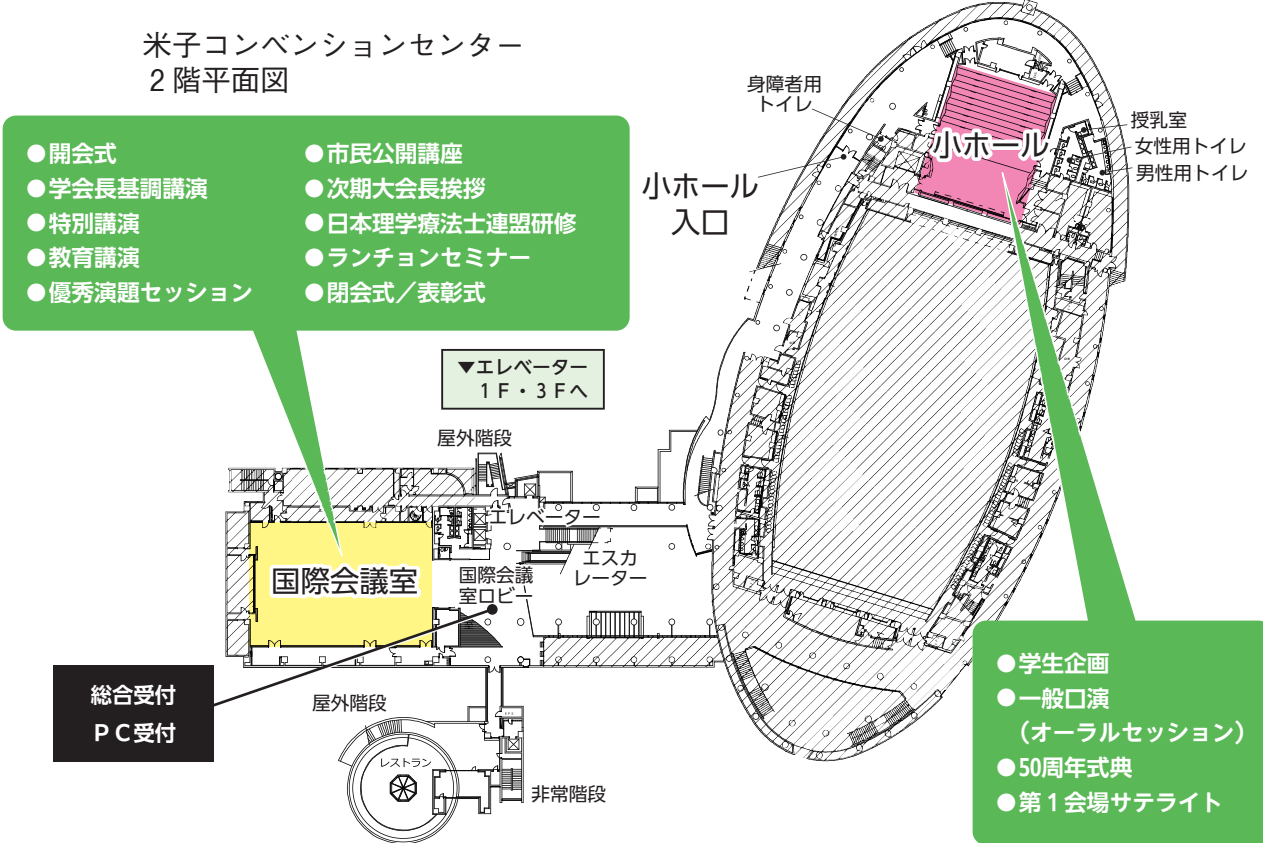 米子コンベンションセンター
２階平面図
●開会式
●学会長基調講演
●特別講演
●教育講演
●優秀演題セッション
●市民公開講座
●次期大会長挨拶
●日本理学療法士連盟研修
●ランチョンセミナー
●閉会式／表彰式
身障者用
トイレ
小ホール
入口
小ホール
授乳室
女性用トイレ
男性用トイレ
▼エレベーター
１Ｆ・３Ｆへ
屋外階段
エレベーター
エスカ
レーター
国際会議室
国際会議
室ロビー
総合受付
ＰＣ受付
屋外階段
レストラン
非常階段
●学生企画
●一般口演
（オーラルセッション）
●50周年式典
●第１会場サテライト